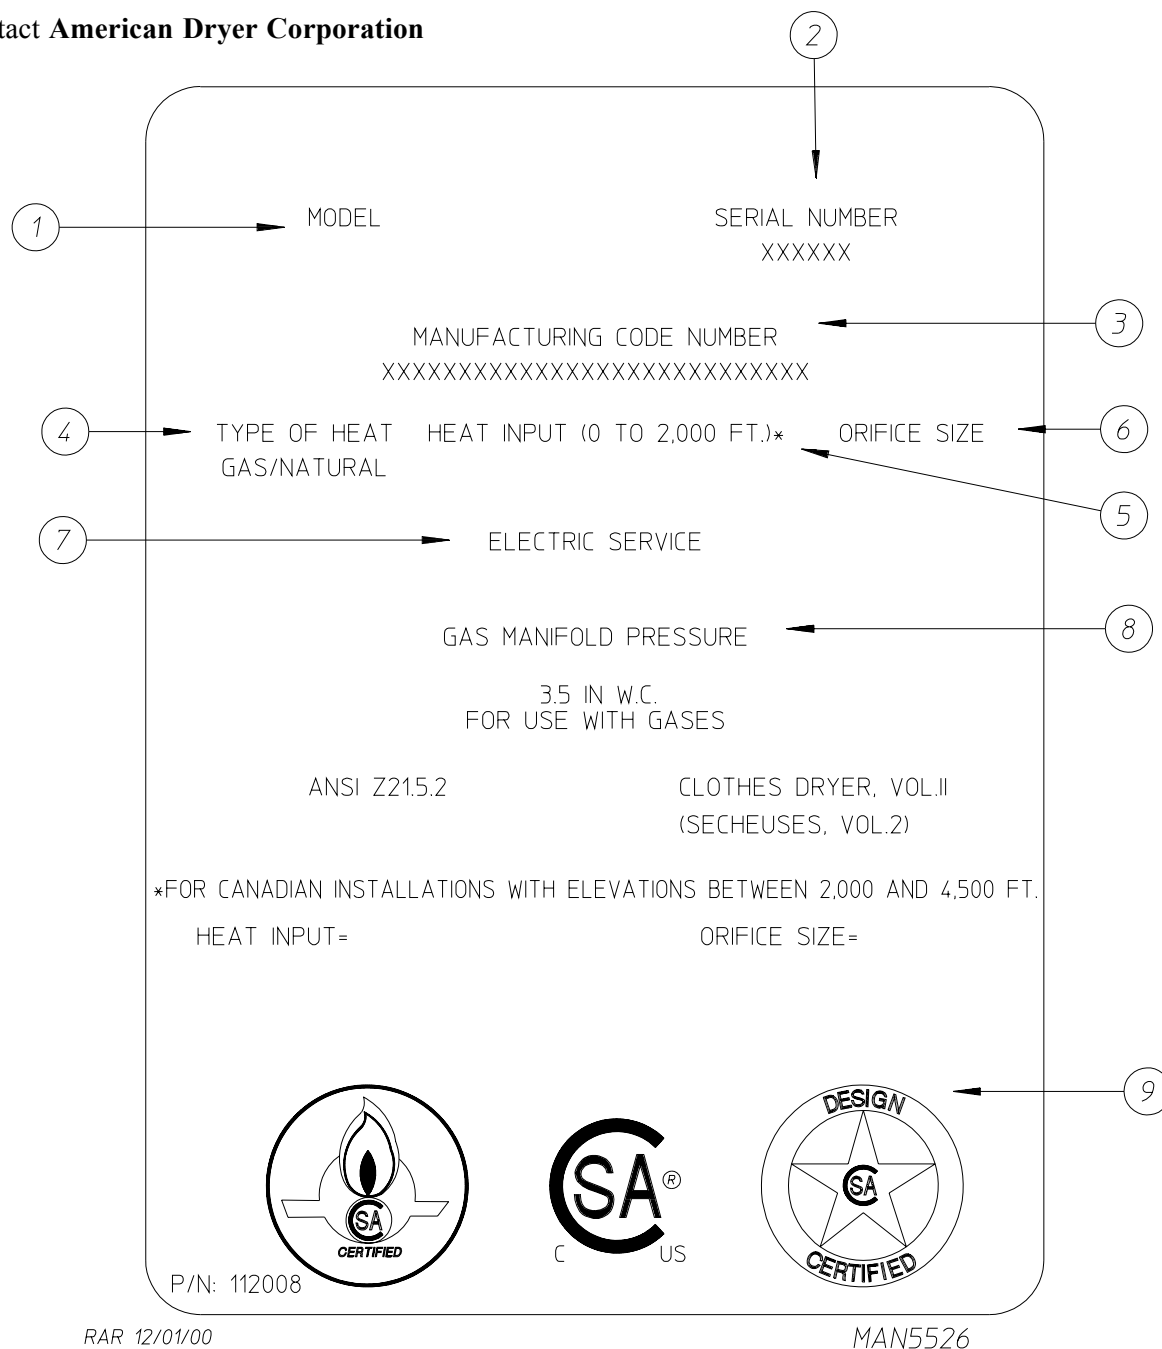 tact American Dryer Corporation
2
1
MODEL
SERIAL NUMBER
XXXXXX
3
MANUFACTURING CODE NUMBER
XXXXXXXXXXXXXXXXXXXXXXXXXXXX
4
TYPE OF HEAT HEAT INPUT (0 TO 2,000 FT.)* ORIFICE SIZE
6
GAS/NATURAL
5
7
ELECTRIC SERVICE
GAS MANIFOLD PRESSURE
8
3.5 IN W.C.
FOR USE WITH GASES
ANSI Z21.5.2
CLOTHES DRYER, VOL.II
(SECHEUSES, VOL.2)
*FOR CANADIAN INSTALLATIONS WITH ELEVATIONS BETWEEN 2,000 AND 4,500 FT.
HEAT INPUT=
ORIFICE SIZE=
9
CSA
CERTIFIED
CSA ®
C US
DESIGN
CSA
CERTIFIED
P/N: 112008
RAR 12/01/00
MAN5526